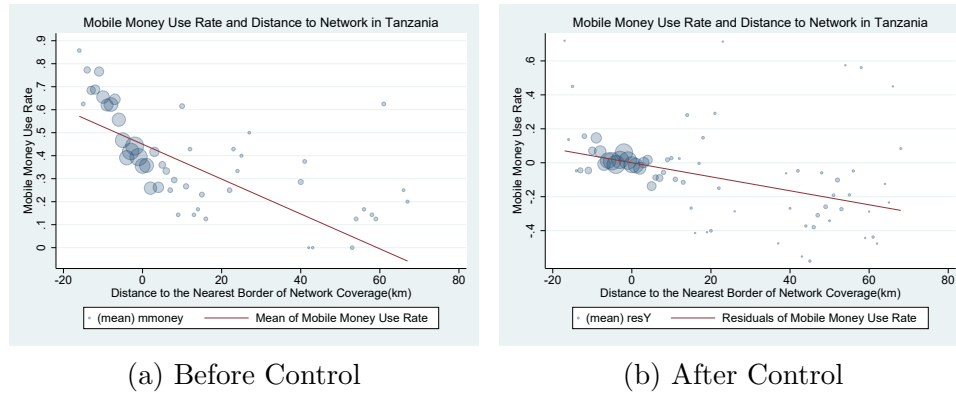 Mobile Money Use Rate and Distance to Network in Tanzania
Mobile Money Use Rate
.9
.8
.7
.6
.5
.4
.3
.2
.1
0
-20 0 20 40 60 80
Distance to the Nearest Border of Network Coverage(km)
(mean) mmoney Mean of Mobile Money Use Rate
(a) Before Control
Mobile Money Use Rate and Distance to Network in Tanzania
Mobile Money Use Rate
.6
.4
.2
0
-.2
-.4
-20 0 20 40 60 80
Distance to the Nearest Border of Network Coverage(km)
(mean) resY Residuals of Mobile Money Use Rate
(b) After Control